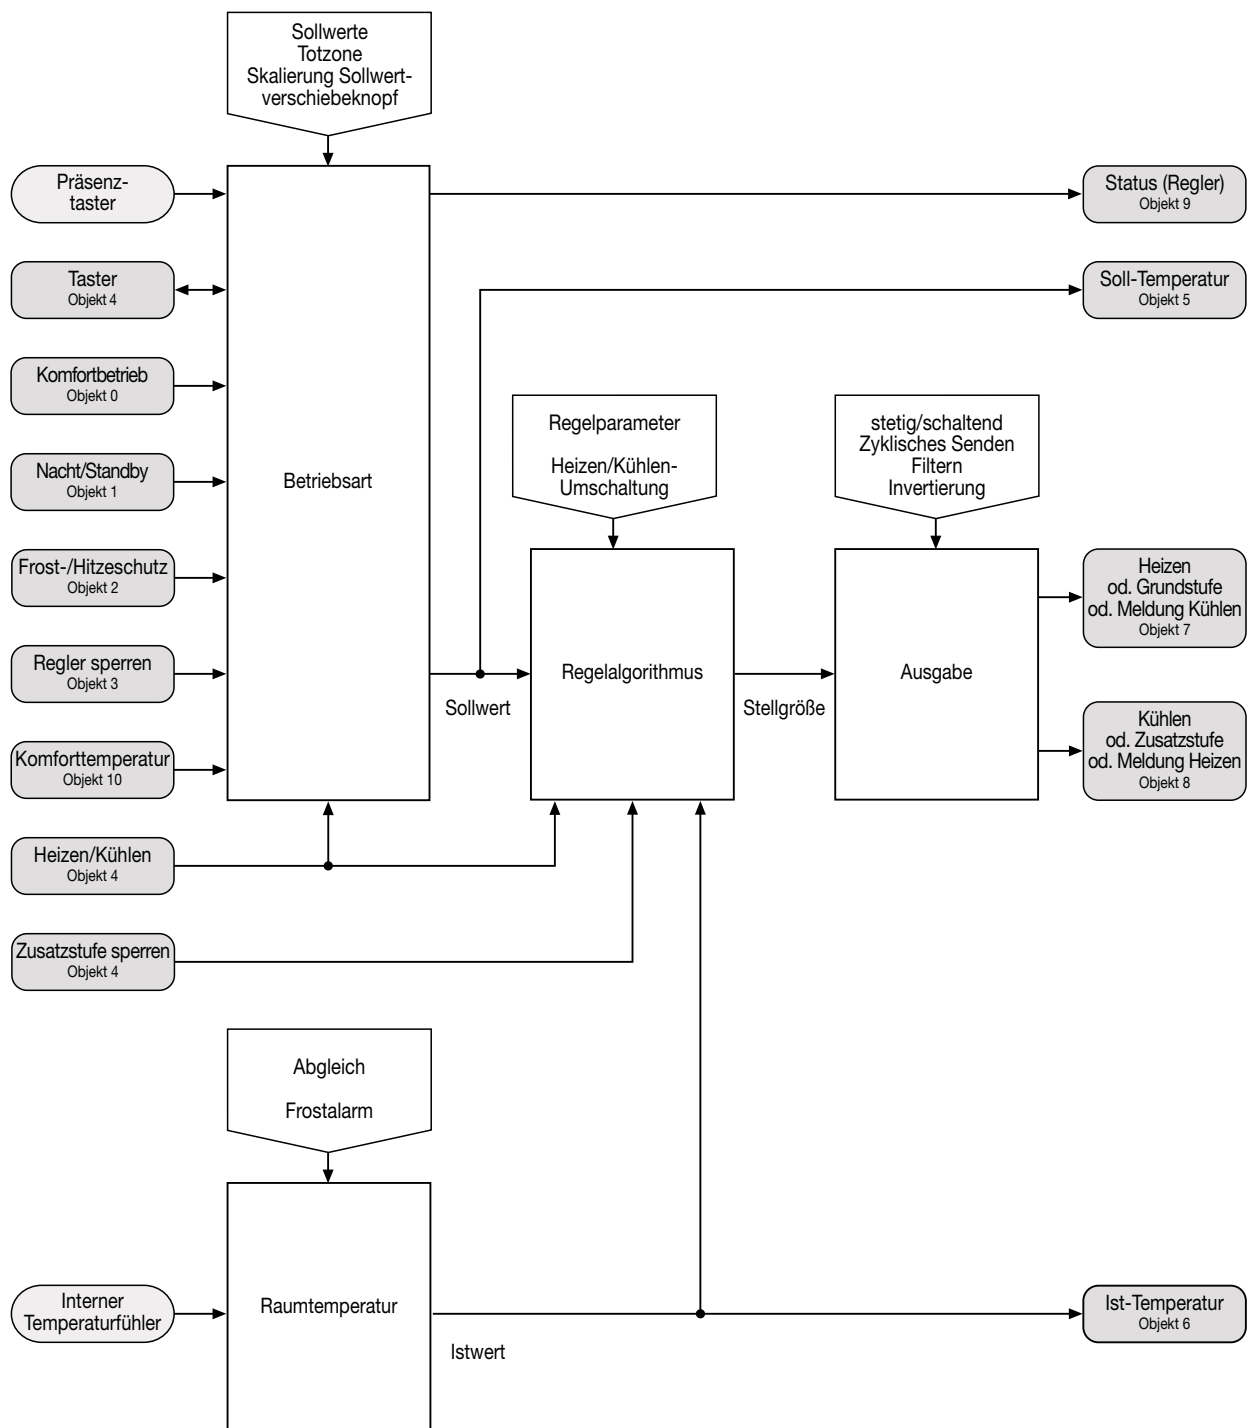 Sollwerte
Totzone
Skalierung Sollwert-
verschiebeknopf
Präsenz-
taster
Status (Regler)
Objekt 9
Taster
Objekt 4
Soll-Temperatur
Objekt 5
Komfortbetrieb
Objekt 0
Regelparameter
Heizen/Kühlen-
Umschaltung
stetig/schaltend
Zyklisches Senden
Filtern
Invertierung
Nacht/Standby
Objekt 1
Betriebsart
Frost-/Hitzeschutz
Objekt 2
Heizen
od. Grundstufe
od. Meldung Kühlen
Objekt 7
Regler sperren
Objekt 3
Sollwert
Regelalgorithmus
Stellgröße
Ausgabe
Kühlen
od. Zusatzstufe
od. Meldung Heizen
Objekt 8
Komforttemperatur
Objekt 10
Heizen/Kühlen
Objekt 4
Zusatzstufe sperren
Objekt 4
Abgleich
Frostalarm
Interner
Temperaturfühler
Raumtemperatur
Istwert
Ist-Temperatur
Objekt 6